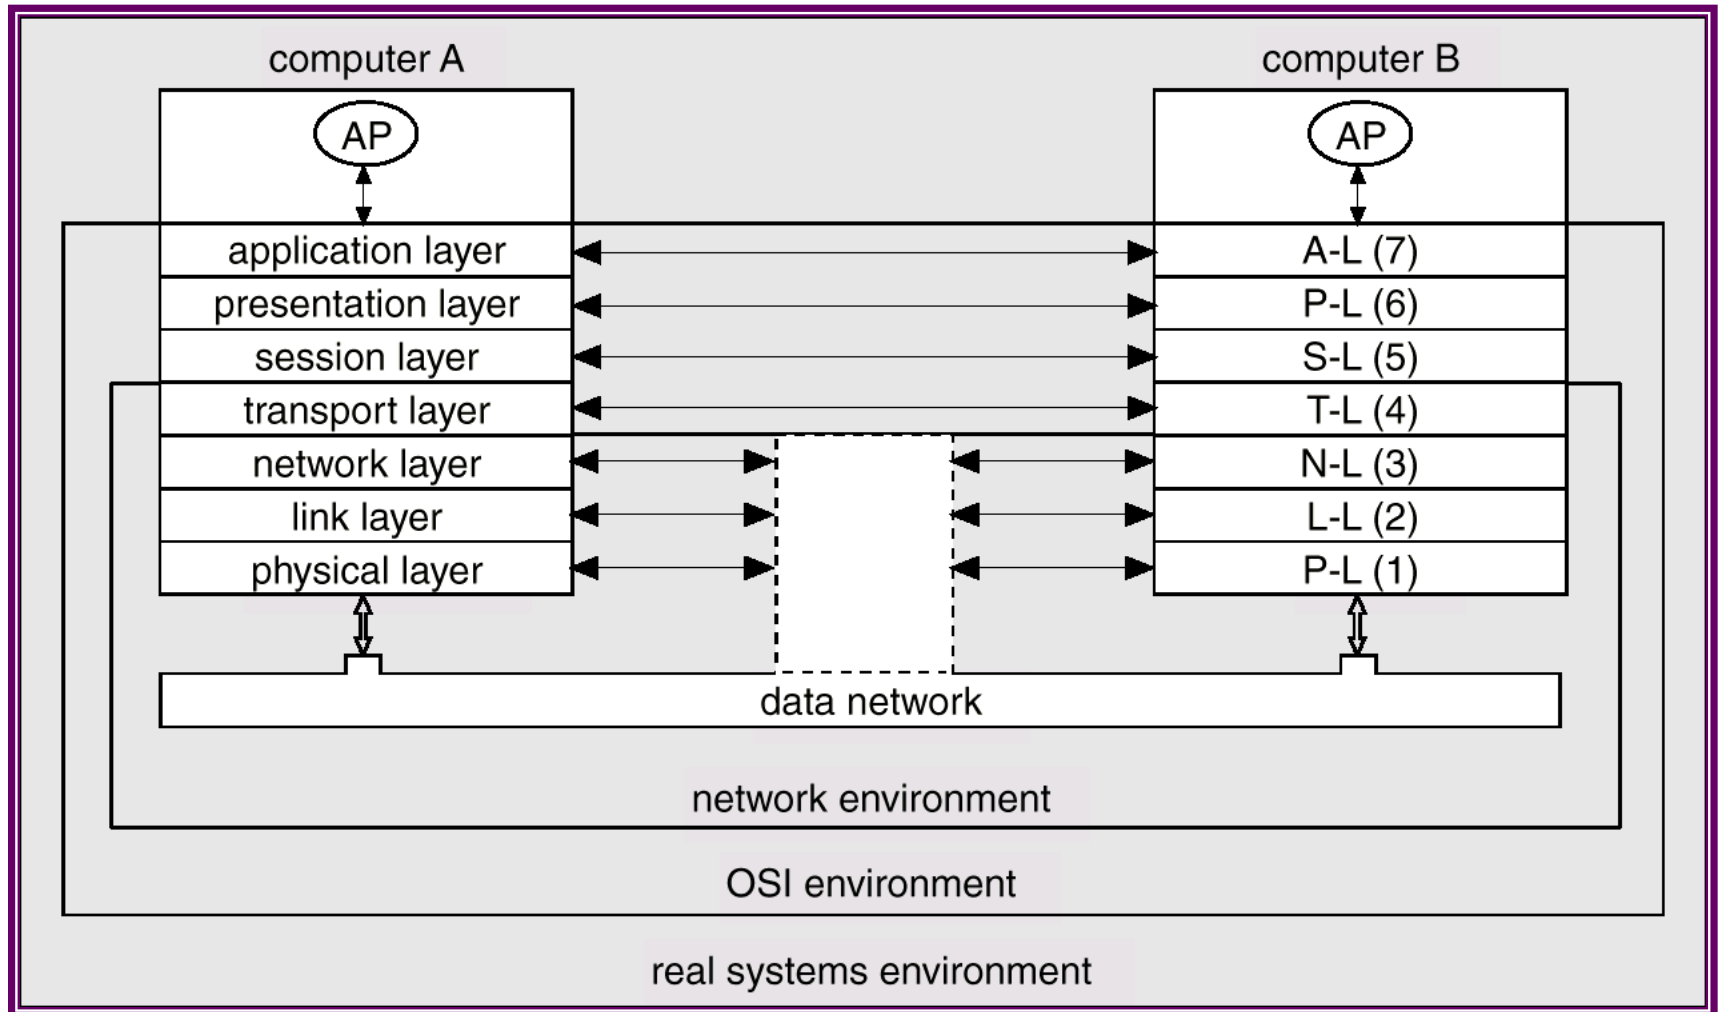 computer A
computer B
AP
AP
application layer
A-L (7)
presentation layer
P-L (6)
session layer
S-L (5)
transport layer
T-L (4)
network layer
N-L (3)
link layer
L-L (2)
physical layer
P-L (1)
data network
network environment
OSI environment
real systems environment